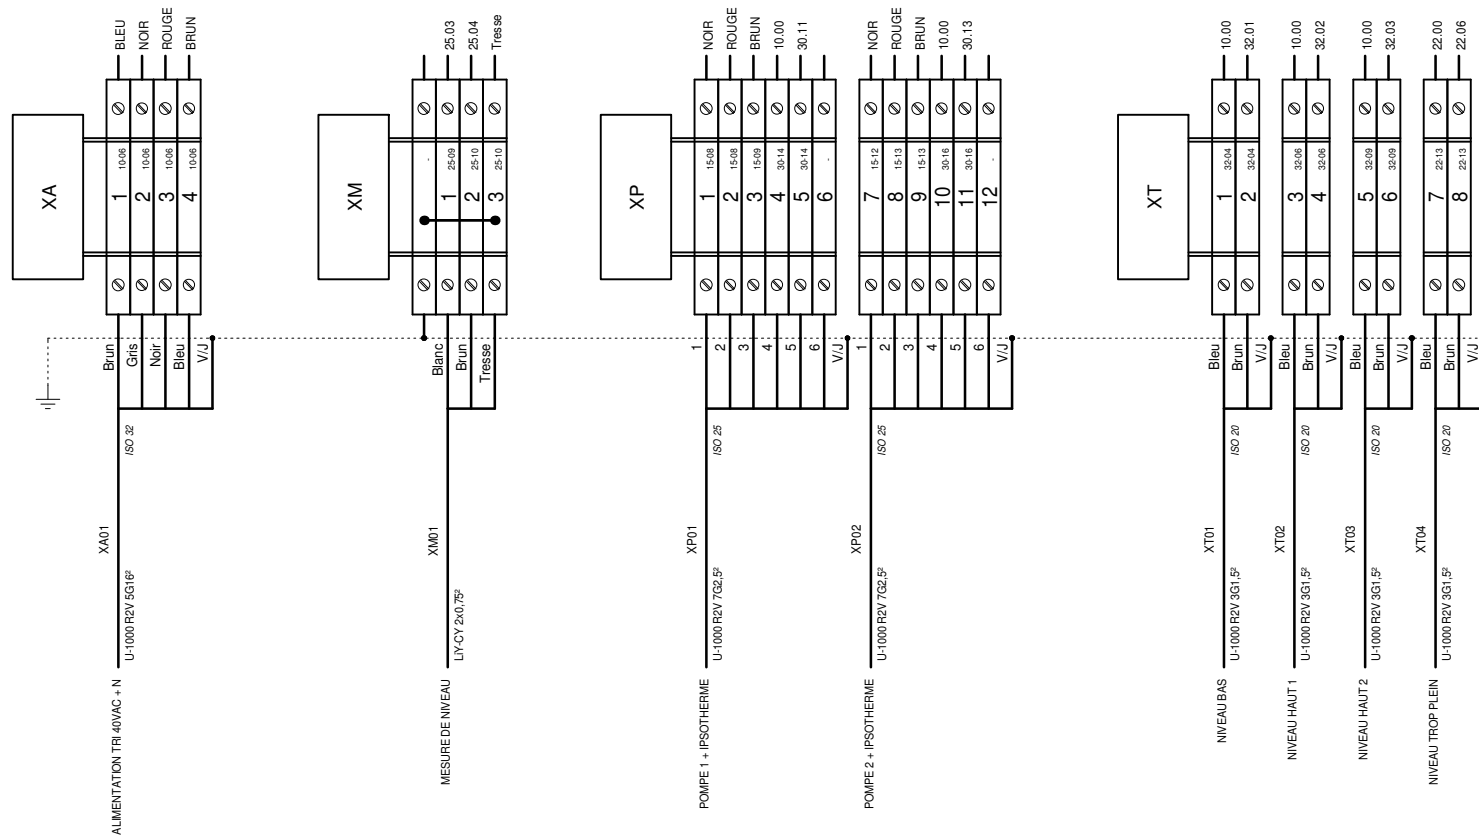 BLEU
NOIR
ROUGE
BRUN
XA
1 10-06
2 10-06
3 10-06
4 10-06
Brun
Gris
Noir
Bleu
V/J
ISO 32
XA01
U-1000 R2V 5G16²
ALIMENTATION TRI 40VAC + N
25.03
25.04
Tresse
XM
-
1 25-09
2 25-10
3 25-10
Blanc
Brun
Tresse
XM01
LiY-CY 2x0,75²
MESURE DE NIVEAU
NOIR
ROUGE
BRUN
10.00
30.11
XP
1 15-08
2 15-08
3 15-09
4 30-14
5 30-14
6 -
1
2
3
4
5
6
V/J
ISO 25
XP01
U-1000 R2V 7G2,5²
POMPE 1 + IPSOTHERME
NOIR
ROUGE
BRUN
10.00
30.13
7 15-12
8 15-13
9 15-13
10 30-16
11 30-16
12 -
1
2
3
4
5
6
V/J
ISO 25
XP02
U-1000 R2V 7G2,5²
POMPE 2 + IPSOTHERME
10.00
32.01
XT
1 32-04
2 32-04
Bleu
Brun
V/J
ISO 20
XT01
U-1000 R2V 3G1,5²
NIVEAU BAS
10.00
32.02
3 32-06
4 32-06
Bleu
Brun
V/J
ISO 20
XT02
U-1000 R2V 3G1,5²
NIVEAU HAUT 1
10.00
32.03
5 32-09
6 32-09
Bleu
Brun
V/J
ISO 20
XT03
U-1000 R2V 3G1,5²
NIVEAU HAUT 2
22.00
22.06
7 22-13
8 22-13
Bleu
Brun
V/J
ISO 20
XT04
U-1000 R2V 3G1,5²
NIVEAU TROP PLEIN